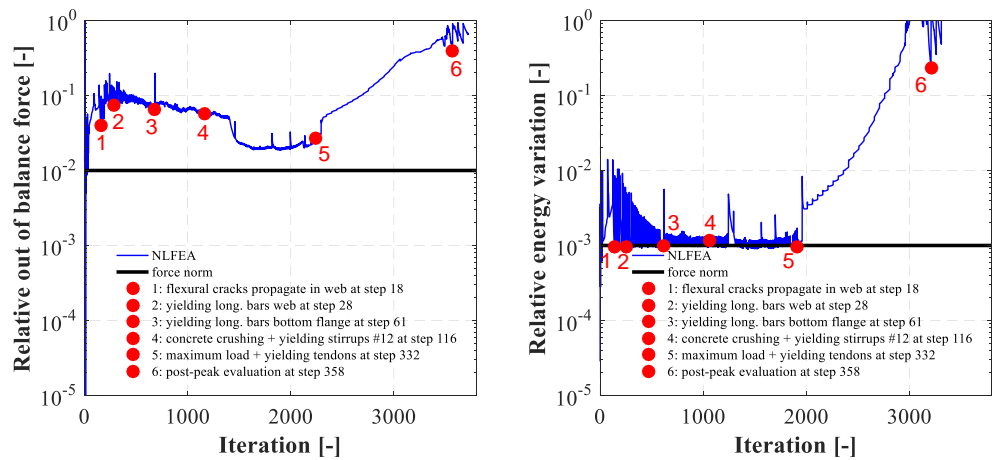 Relative out of balance force [-]
10^0
10^-1
10^-2
10^-3
10^-4
10^-5
1
2
3
4
5
6
NLFEA
force norm
1: flexural cracks propagate in web at step 18
2: yielding long. bars web at step 28
3: yielding long. bars bottom flange at step 61
4: concrete crushing + yielding stirrups #12 at step 116
5: maximum load + yielding tendons at step 332
6: post-peak evaluation at step 358
0
1000
2000
3000
Iteration [-]
Relative energy variation [-]
10^0
10^-1
10^-2
10^-3
10^-4
10^-5
1
2
3
4
5
6
NLFEA
force norm
1: flexural cracks propagate in web at step 18
2: yielding long. bars web at step 28
3: yielding long. bars bottom flange at step 61
4: concrete crushing + yielding stirrups #12 at step 116
5: maximum load + yielding tendons at step 332
6: post-peak evaluation at step 358
0
1000
2000
3000
Iteration [-]